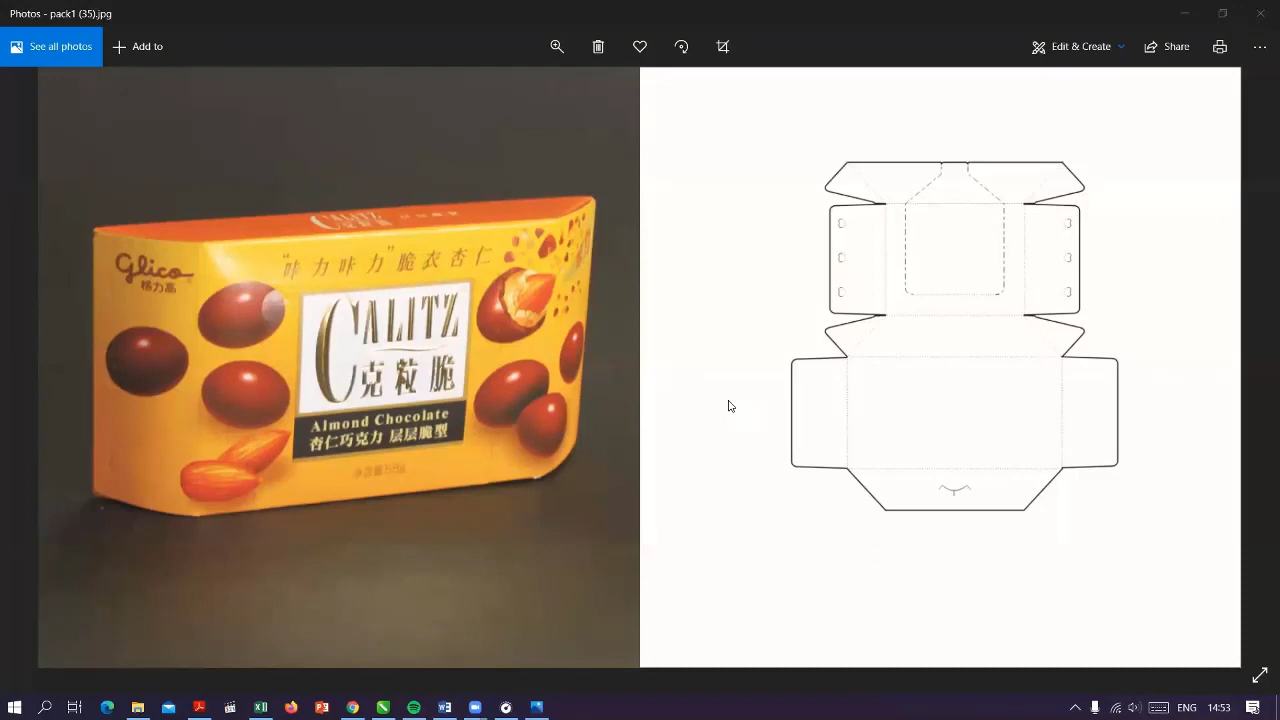 Photos - pack1 (35).jpg
See all photos
Add to
Edit & Create
Share
CALITZ
Glico
格力高
"咔力咔力"脆衣杏仁
CALITZ
克粒脆
Almond Chocolate
杏仁巧克力 层层脆型
ENG
14:53